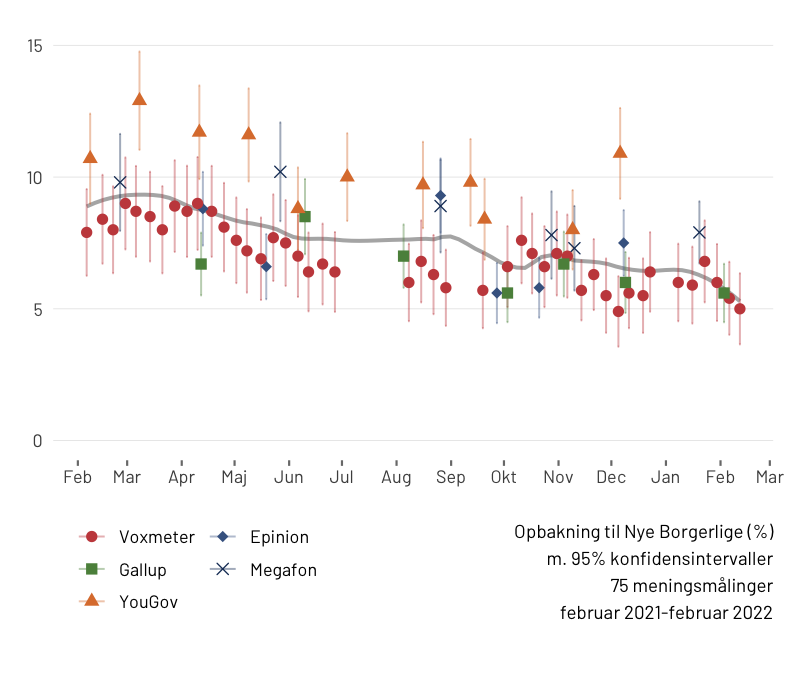 15
10
5
0
Feb Mar Apr Maj Jun Jul Aug Sep Okt Nov Dec Jan Feb Mar
Voxmeter Epinion
Gallup Megafon
YouGov
Opbakning til Nye Borgerlige (%)
m. 95% konfidensintervaller
75 meningsmålinger
februar 2021-februar 2022